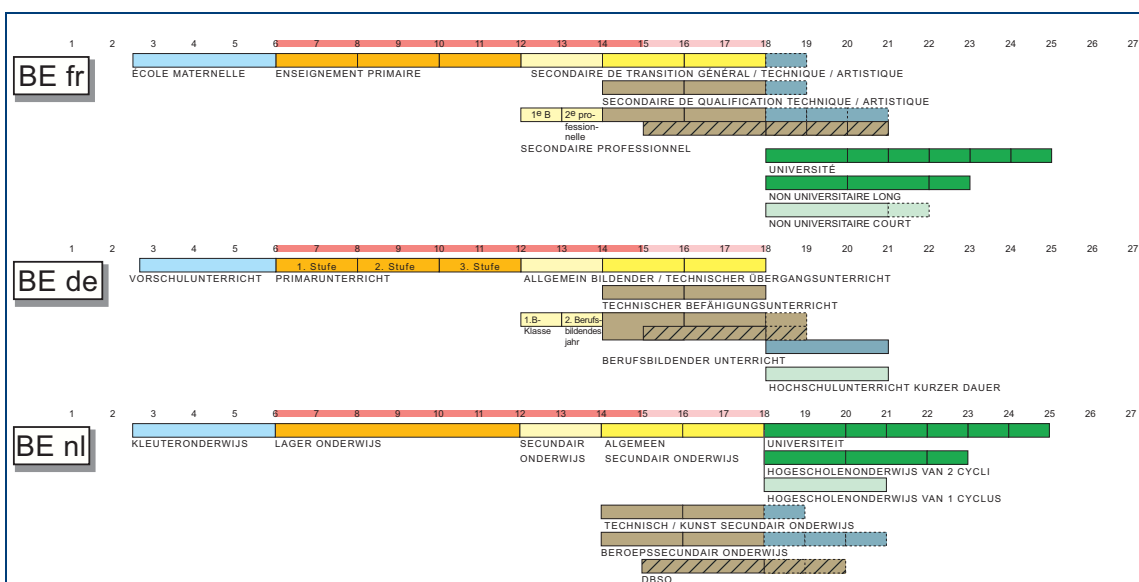 1 2 3 4 5 6 7 8 9 10 11 12 13 14 15 16 17 18 19 20 21 22 23 24 25 26 27
BE fr
ÉCOLE MATERNELLE ENSEIGNEMENT PRIMAIRE SECONDAIRE DE TRANSITION GÉNÉRAL / TECHNIQUE / ARTISTIQUE
SECONDAIRE DE QUALIFICATION TECHNIQUE / ARTISTIQUE
1e B 2e pro-
fession-
nelle
SECONDAIRE PROFESSIONNEL
UNIVERSITÉ
NON UNIVERSITAIRE LONG
NON UNIVERSITAIRE COURT
1 2 3 4 5 6 7 8 9 10 11 12 13 14 15 16 17 18 19 20 21 22 23 24 25 26 27
BE de
1. Stufe 2. Stufe 3. Stufe
VORSCHULUNTERRICHT PRIMARUNTERRICHT ALLGEMEIN BILDENDER / TECHNISCHER ÜBERGANGSUNTERRICHT
TECHNISCHER BEFÄHIGUNGSUNTERRICHT
1.B- 2. Berufs-
Klasse bildendes
jahr
BERUFSBILDENDER UNTERRICHT
HOCHSCHULUNTERRICHT KURZER DAUER
1 2 3 4 5 6 7 8 9 10 11 12 13 14 15 16 17 18 19 20 21 22 23 24 25 26 27
BE nl
KLEUTERONDERWIJS LAGER ONDERWIJS SECUNDAIR ALGEMEEN UNIVERSITEIT
ONDERWIJS SECUNDAIR ONDERWIJS
HOGESCHOLENONDERWIJS VAN 2 CYCLI
HOGESCHOLENONDERWIJS VAN 1 CYCLUS
TECHNISCH / KUNST SECUNDAIR ONDERWIJS
BEROEPSSECUNDAIR ONDERWIJS
DBSO